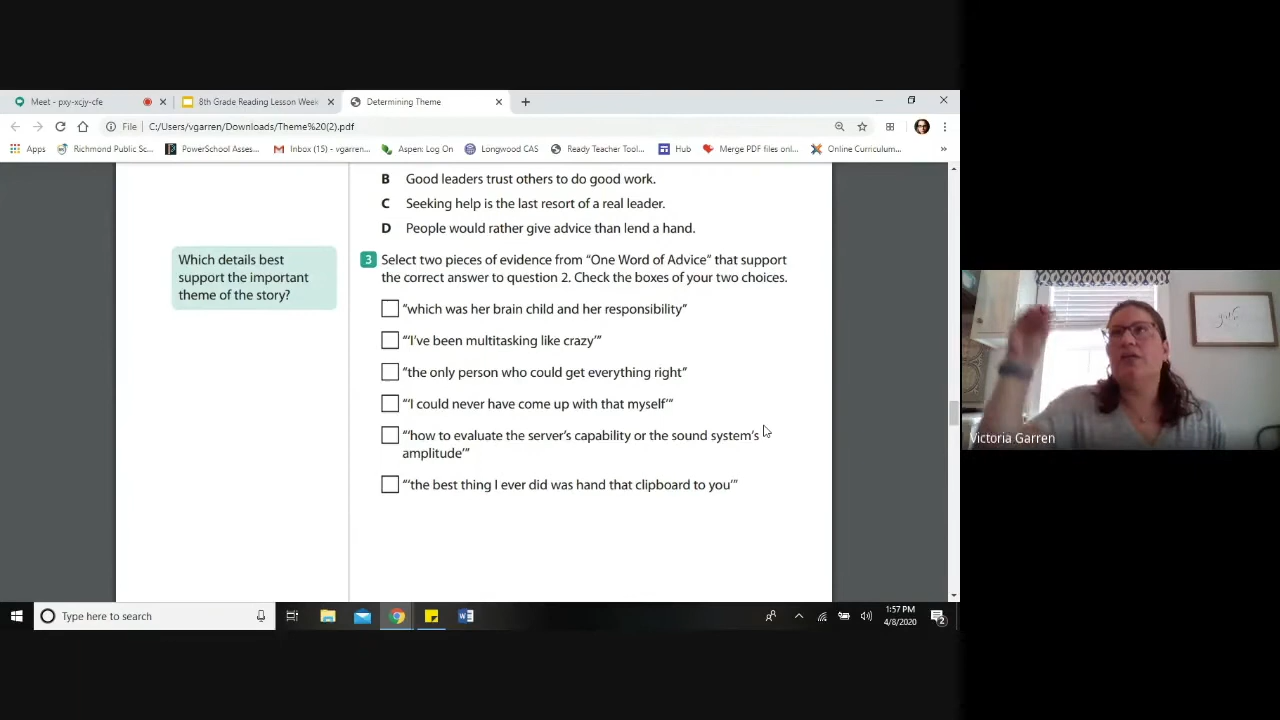 Meet - pxy-xcjy-cfe
8th Grade Reading Lesson Week
Determining Theme
File
C:/Users/vgarren/Downloads/Theme%20(2).pdf
Apps
Richmond Public Sc...
PowerSchool Asses...
Inbox (15) - vgarren...
Aspen: Log On
Longwood CAS
Ready Teacher Tool...
Hub
Merge PDF files onl...
Online Curriculum...
B Good leaders trust others to do good work.
C Seeking help is the last resort of a real leader.
D People would rather give advice than lend a hand.
Which details best
support the important
theme of the story?
3 Select two pieces of evidence from “One Word of Advice” that support
the correct answer to question 2. Check the boxes of your two choices.
“which was her brain child and her responsibility”
“‘I’ve been multitasking like crazy’”
“the only person who could get everything right”
“‘I could never have come up with that myself’”
“‘how to evaluate the server’s capability or the sound system’s
amplitude’”
“‘the best thing I ever did was hand that clipboard to you’”
Victoria Garren
Type here to search
1:57 PM
4/8/2020
2